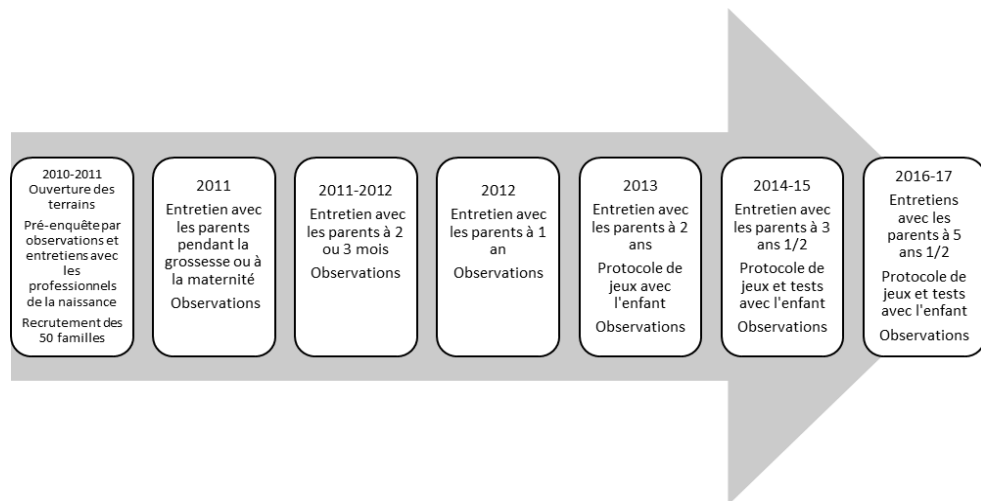 2010-2011
Ouverture des
terrains
Pré-enquête par
observations et
entretiens avec
les
professionnels
de la naissance
Recrutement des
50 familles
2011
Entretien avec
les parents
pendant la
grossesse ou à
la maternité
Observations
2011-2012
Entretien avec
les parents à 2
ou 3 mois
Observations
2012
Entretien avec
les parents à 1
an
Observations
2013
Entretien avec
les parents à 2
ans
Protocole de
jeux avec
l'enfant
Observations
2014-15
Entretien avec
les parents à 3
ans 1/2
Protocole de
jeux et tests
avec l'enfant
Observations
2016-17
Entretiens
avec les
parents à 5
ans 1/2
Protocole de
jeux et tests
avec l'enfant
Observations